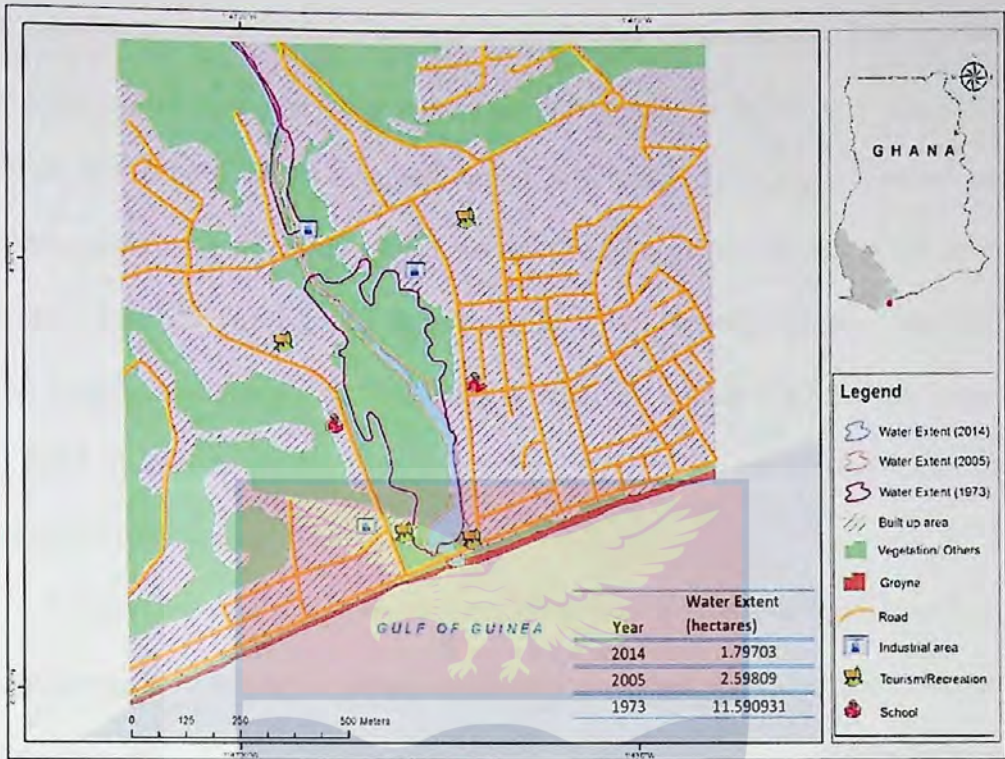 GHANA
Legend
Water Extent (2014)
Water Extent (2005)
Water Extent (1973)
Built up area
Vegetation/ Others
Groyne
Road
Industrial area
Tourism/Recreation
School
GULF OF GUINEA
Year Water Extent (hectares)
2014 1.79703
2005 2.59809
1973 11.590931
0 125 250 500 Meters